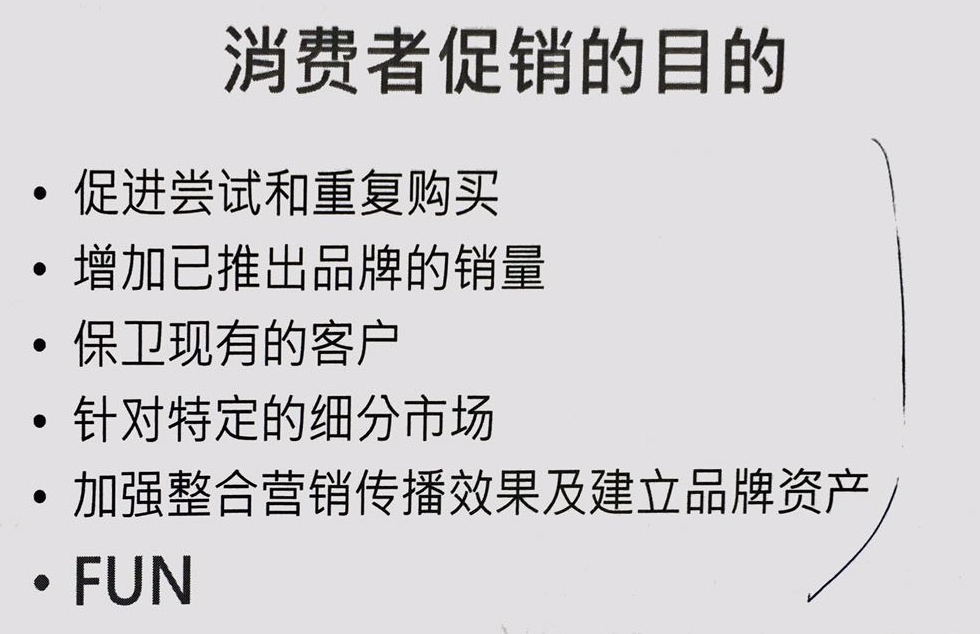 消费者促销的目的
• 促进尝试和重复购买
• 增加已推出品牌的销量
• 保卫现有的客户
• 针对特定的细分市场
• 加强整合营销传播效果及建立品牌资产
• FUN